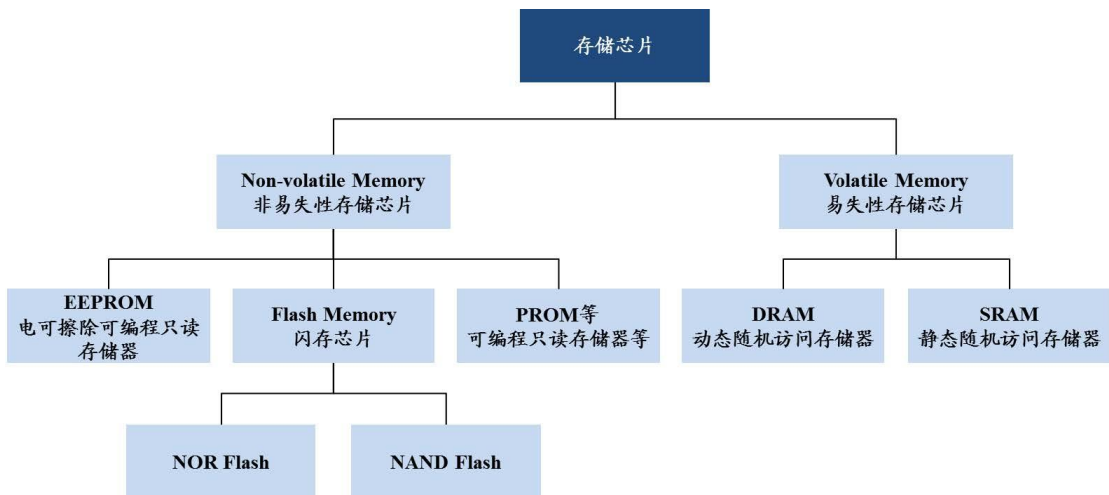 存储芯片
Non-volatile Memory
非易失性存储芯片
Volatile Memory
易失性存储芯片
EEPROM
电可擦除可编程只读
存储器
Flash Memory
闪存芯片
PROM等
可编程只读存储器等
DRAM
动态随机访问存储器
SRAM
静态随机访问存储器
NOR Flash
NAND Flash